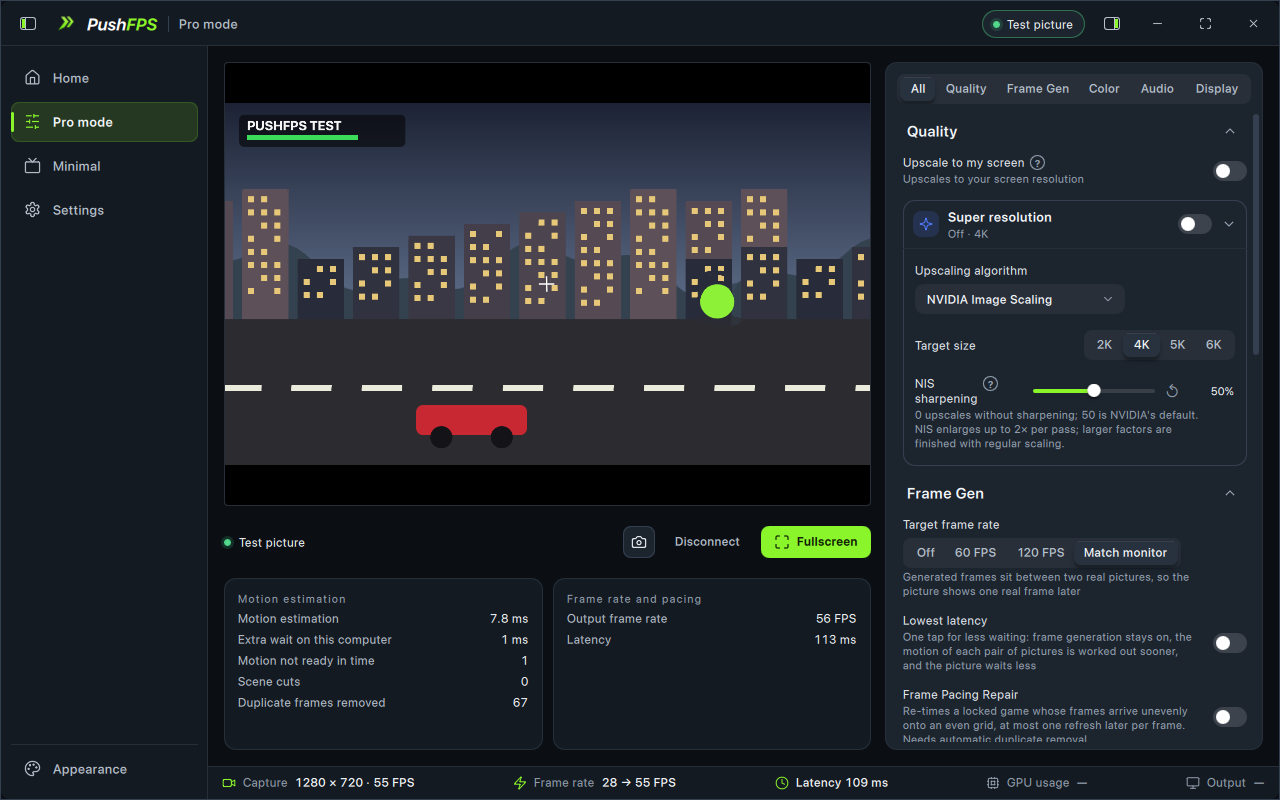 PushFPS
Pro mode
Test picture
Home
Pro mode
Minimal
Settings
Appearance
PUSHFPS TEST
Test picture
Disconnect
Fullscreen
Motion estimation
Motion estimation 7.8 ms
Extra wait on this computer 1 ms
Motion not ready in time 1
Scene cuts 0
Duplicate frames removed 67
Frame rate and pacing
Output frame rate 56 FPS
Latency 113 ms
All Quality Frame Gen Color Audio Display
Quality
Upscale to my screen ?
Upscales to your screen resolution
Super resolution
Off · 4K
Upscaling algorithm
NVIDIA Image Scaling
Target size 2K 4K 5K 6K
NIS ?
sharpening 50%
0 upscales without sharpening; 50 is NVIDIA's default.
NIS enlarges up to 2× per pass; larger factors are
finished with regular scaling.
Frame Gen
Target frame rate
Off 60 FPS 120 FPS Match monitor
Generated frames sit between two real pictures, so the
picture shows one real frame later
Lowest latency
One tap for less waiting: frame generation stays on, the
motion of each pair of pictures is worked out sooner,
and the picture waits less
Frame Pacing Repair
Re-times a locked game whose frames arrive unevenly
onto an even grid, at most one refresh later per frame.
Needs automatic duplicate removal
Capture 1280 × 720 · 55 FPS
Frame rate 28 → 55 FPS
Latency 109 ms
GPU usage —
Output —